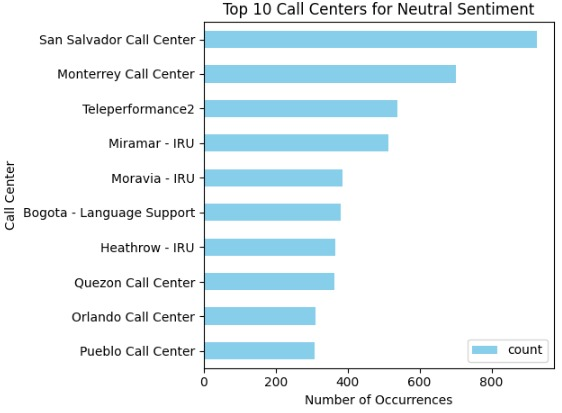 Top 10 Call Centers for Neutral Sentiment
Call Center
San Salvador Call Center
Monterrey Call Center
Teleperformance2
Miramar - IRU
Moravia - IRU
Bogota - Language Support
Heathrow - IRU
Quezon Call Center
Orlando Call Center
Pueblo Call Center
count
0 200 400 600 800
Number of Occurrences